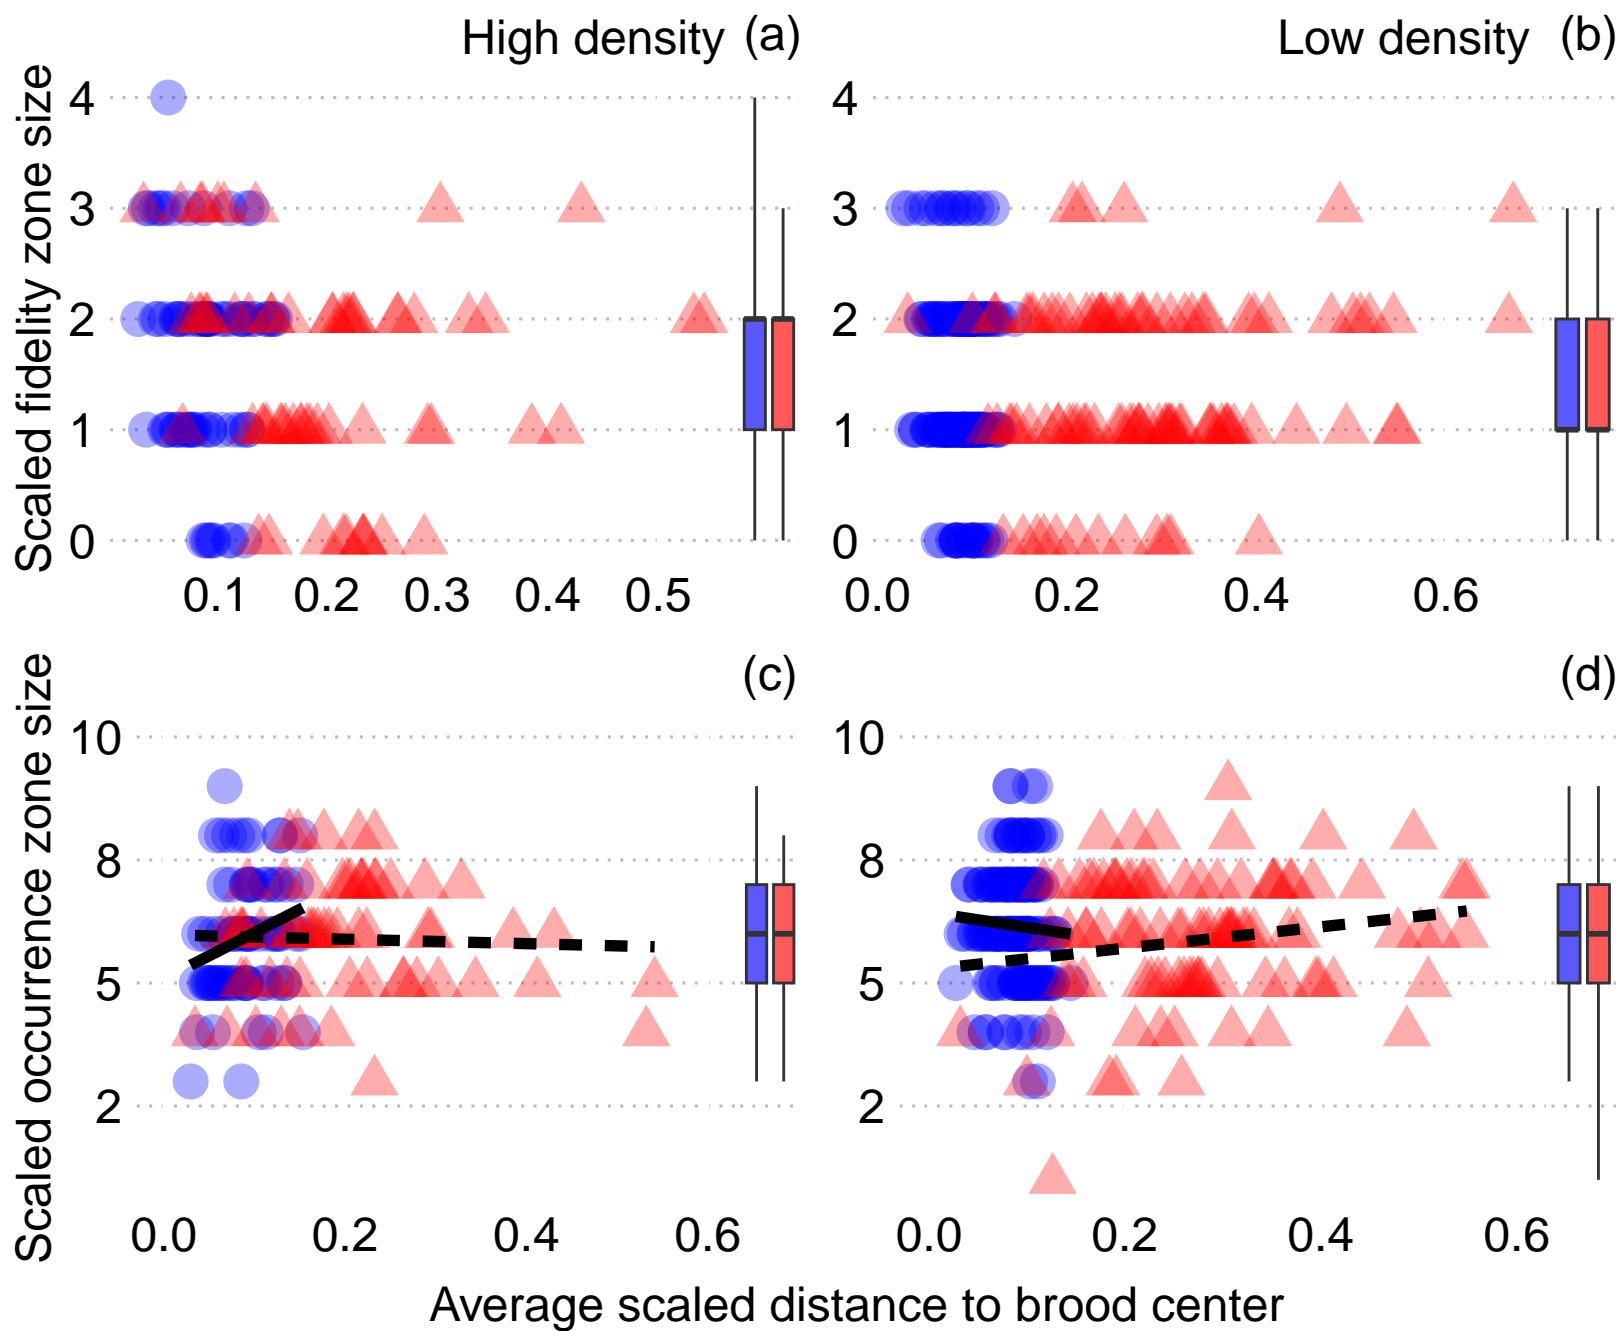 High density (a)
Low density (b)
Scaled fidelity zone size
4
3
2
1
0
0.1 0.2 0.3 0.4 0.5
4
3
2
1
0
0.0 0.2 0.4 0.6
Scaled occurrence zone size
(c)
10
8
5
2
0.0 0.2 0.4 0.6
(d)
10
8
5
2
0.0 0.2 0.4 0.6
Average scaled distance to brood center